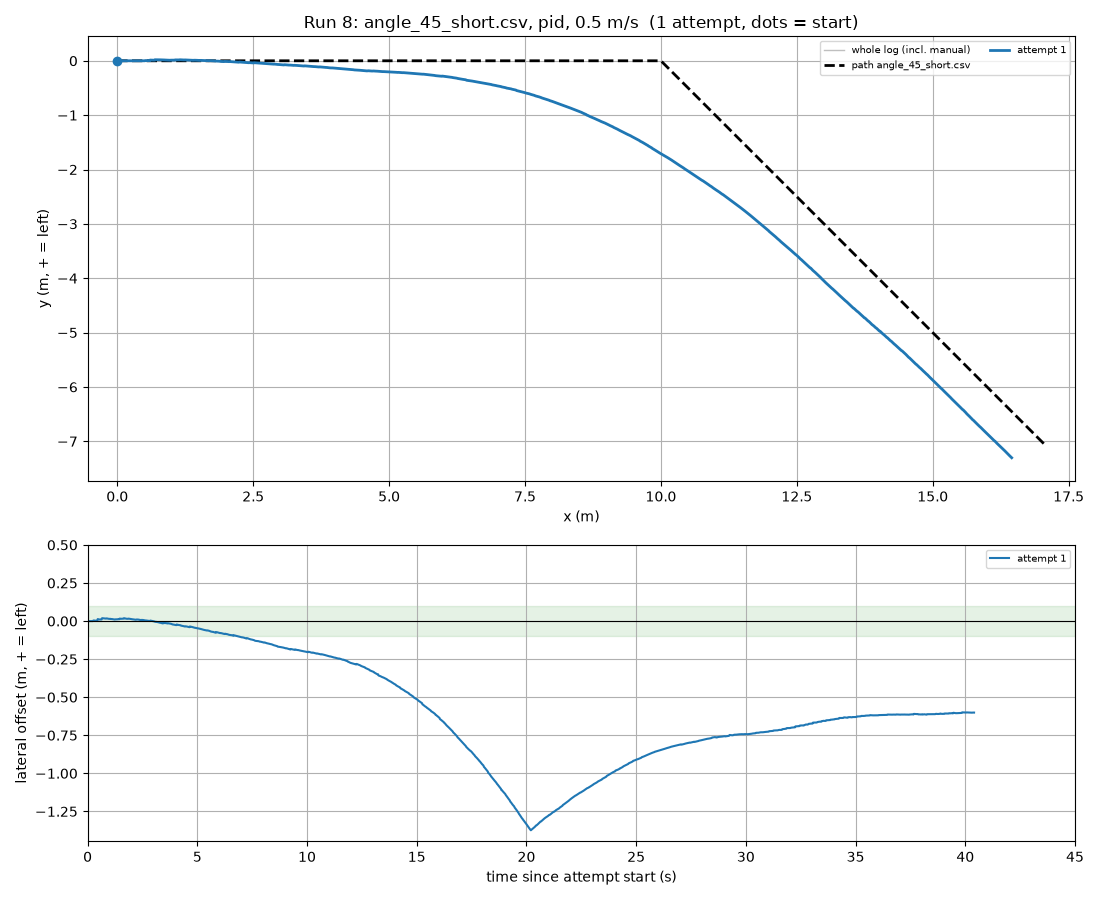 Run 8: angle_45_short.csv, pid, 0.5 m/s  (1 attempt, dots = start)
whole log (incl. manual)
path angle_45_short.csv
attempt 1
y (m, + = left)
0
−1
−2
−3
−4
−5
−6
−7
0.0 2.5 5.0 7.5 10.0 12.5 15.0 17.5
x (m)
attempt 1
lateral offset (m, + = left)
0.50
0.25
0.00
−0.25
−0.50
−0.75
−1.00
−1.25
0 5 10 15 20 25 30 35 40 45
time since attempt start (s)